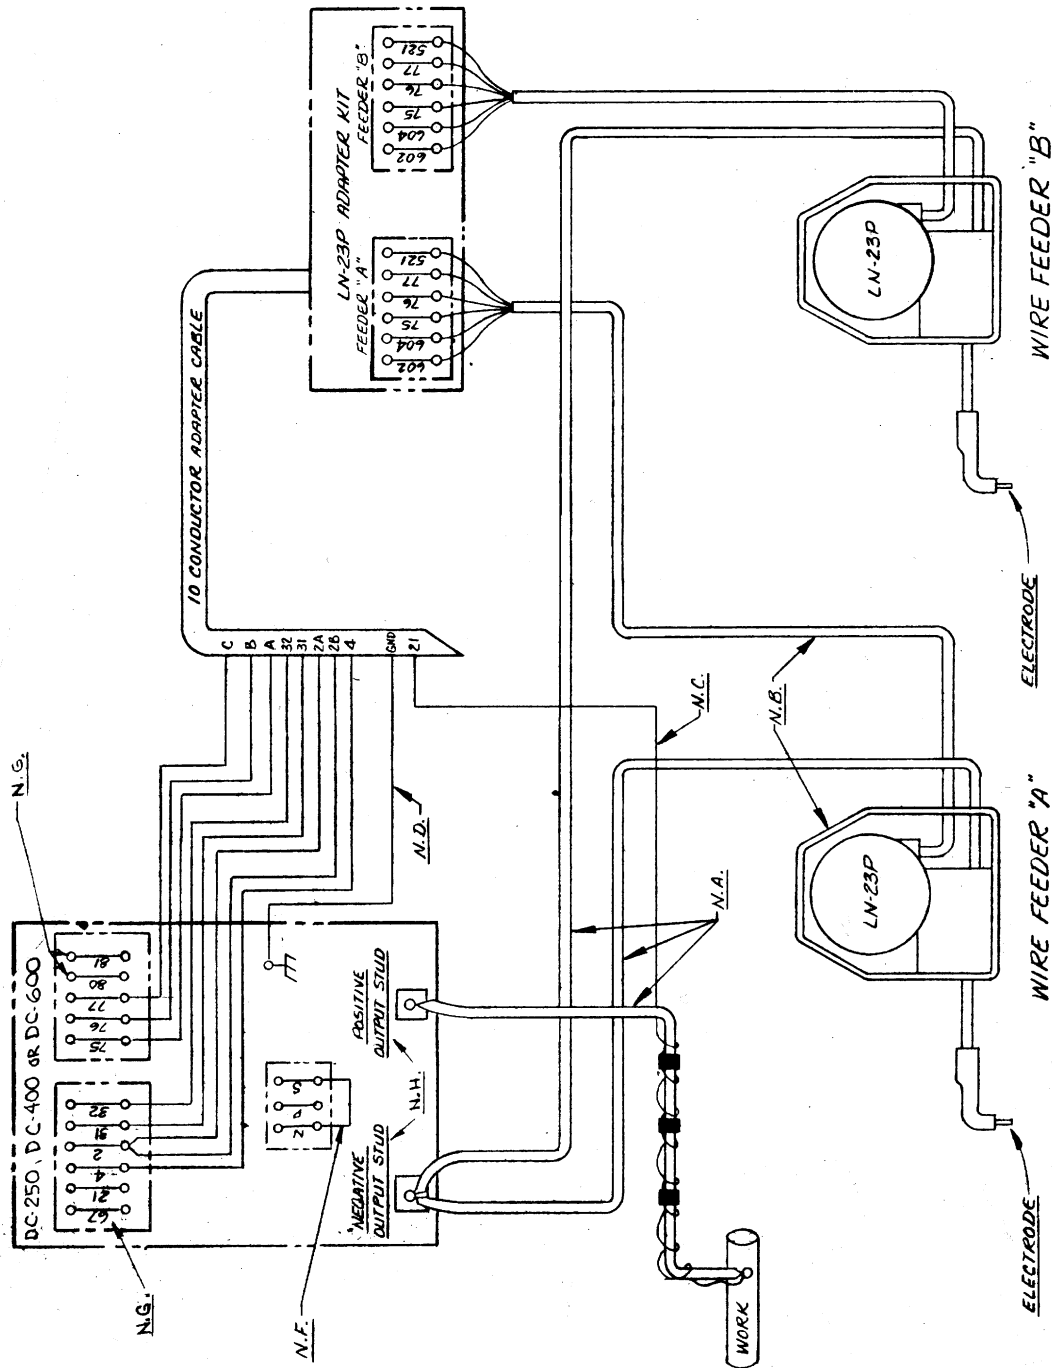 N.G.
N.G.
DC-250, DC-400 OR DC-600
67
21
4
2
31
32
75
76
77
80
81
N.F.
N
P
S
"NEGATIVE
OUTPUT STUD
N.H.
POSITIVE
OUTPUT STUD
N.D.
C
B
A
32
31
2A
2B
4
GND
21
10 CONDUCTOR ADAPTER CABLE
LN-23P ADAPTER KIT
FEEDER "A"
602
604
75
76
77
521
FEEDER "B"
602
604
75
76
77
521
WORK
N.A.
N.C.
N.B.
LN-23P
ELECTRODE
WIRE FEEDER "A"
LN-23P
ELECTRODE
WIRE FEEDER "B"